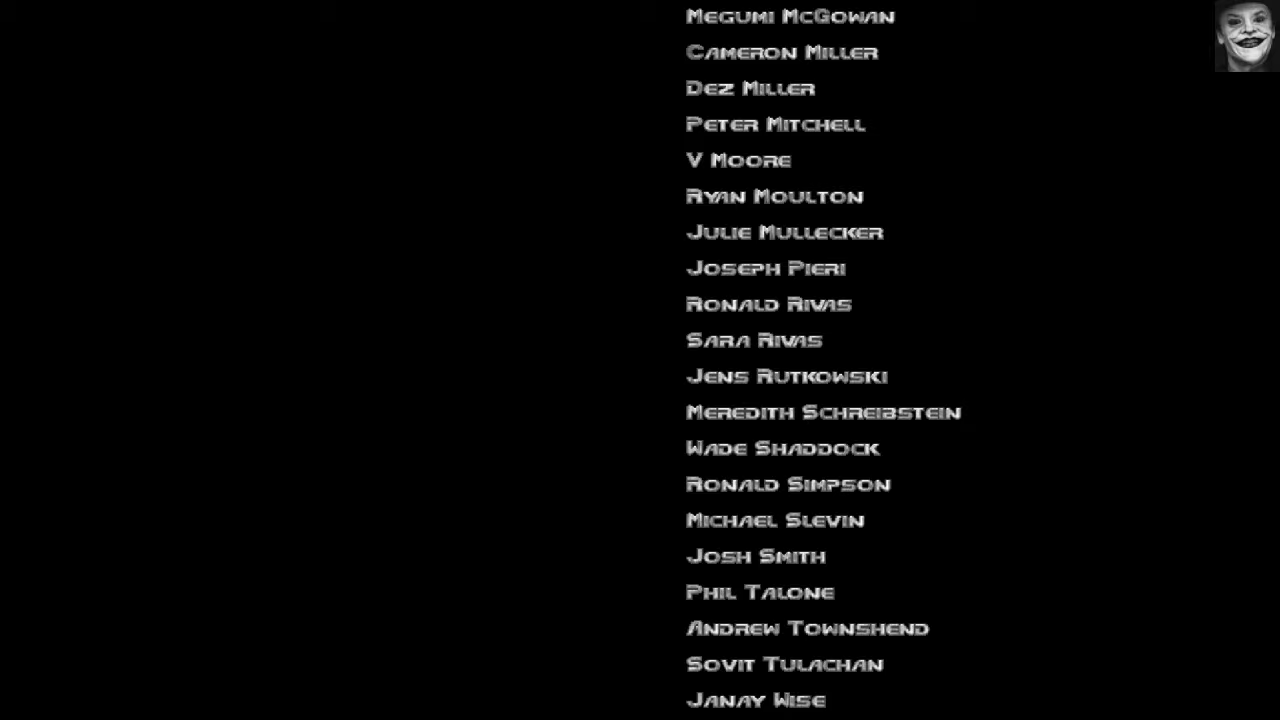 Megumi McGowan
Cameron Miller
Dez Miller
Peter Mitchell
V Moore
Ryan Moulton
Julie Mullecker
Joseph Pieri
Ronald Rivas
Sara Rivas
Jens Rutkowski
Meredith Schreibstein
Wade Shaddock
Ronald Simpson
Michael Slevin
Josh Smith
Phil Talone
Andrew Townshend
Sovit Tulachan
Janay Wise